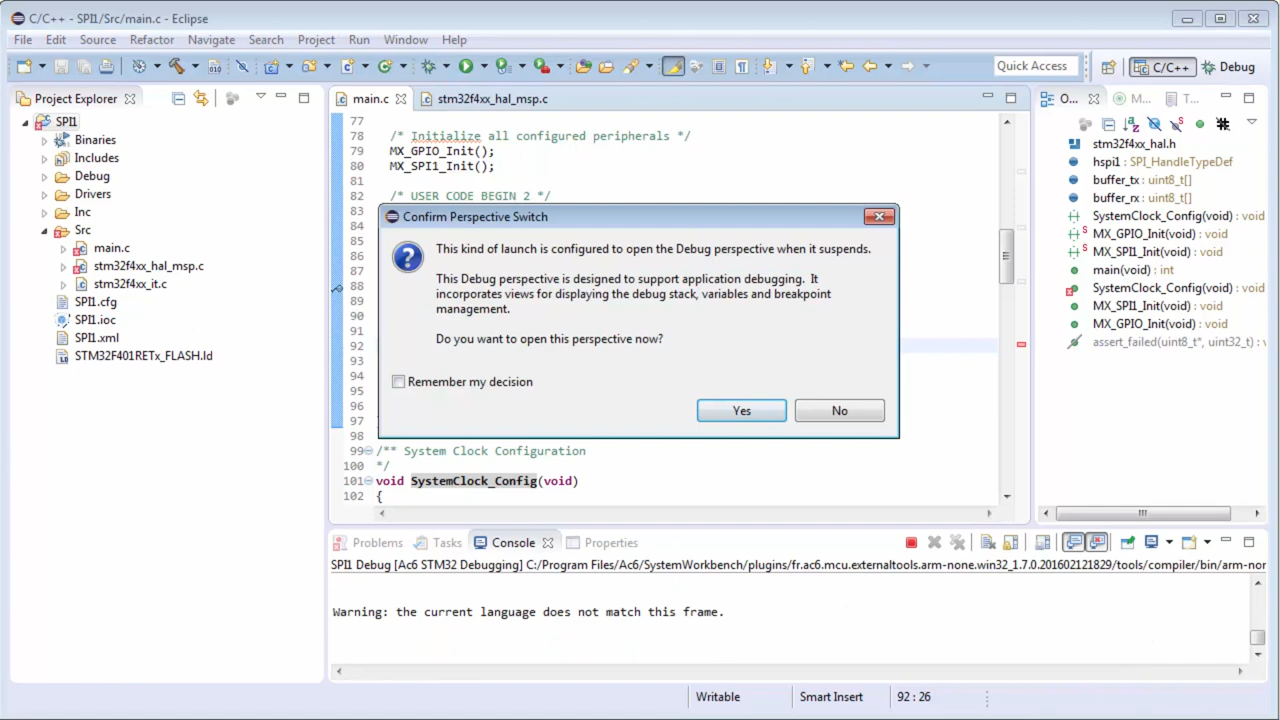 C/C++ - SPI1/Src/main.c - Eclipse
File Edit Source Refactor Navigate Search Project Run Window Help
Quick Access C/C++ Debug
Project Explorer
SPI1
Binaries
Includes
Debug
Drivers
Inc
Src
main.c
stm32f4xx_hal_msp.c
stm32f4xx_it.c
SPI1.cfg
SPI1.ioc
SPI1.xml
STM32F401RETx_FLASH.ld
main.c stm32f4xx_hal_msp.c
77
78 /* Initialize all configured peripherals */
79 MX_GPIO_Init();
80 MX_SPI1_Init();
81
82 /* USER CODE BEGIN 2 */
83
84
85
86
87
88
89
90
91
92
93
94
95
96
97
98
99 /** System Clock Configuration
100 */
101 void SystemClock_Config(void)
102 {
Confirm Perspective Switch
This kind of launch is configured to open the Debug perspective when it suspends.
This Debug perspective is designed to support application debugging. It
incorporates views for displaying the debug stack, variables and breakpoint
management.
Do you want to open this perspective now?
Remember my decision
Yes No
O... M... T...
stm32f4xx_hal.h
hspi1 : SPI_HandleTypeDef
buffer_tx : uint8_t[]
buffer_rx : uint8_t[]
SystemClock_Config(void) : void
MX_GPIO_Init(void) : void
MX_SPI1_Init(void) : void
main(void) : int
SystemClock_Config(void) : void
MX_SPI1_Init(void) : void
MX_GPIO_Init(void) : void
assert_failed(uint8_t*, uint32_t) : v
Problems Tasks Console Properties
SPI1 Debug [Ac6 STM32 Debugging] C:/Program Files/Ac6/SystemWorkbench/plugins/fr.ac6.mcu.externaltools.arm-none.win32_1.7.0.201602121829/tools/compiler/bin/arm-nor
Warning: the current language does not match this frame.
Writable Smart Insert 92 : 26